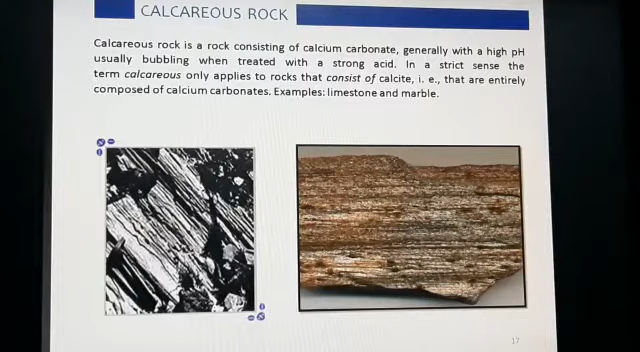 CALCAREOUS ROCK
Calcareous rock is a rock consisting of calcium carbonate, generally with a high pH
usually bubbling when treated with a strong acid. In a strict sense the
term calcareous only applies to rocks that consist of calcite, i. e., that are entirely
composed of calcium carbonates. Examples: limestone and marble.
17